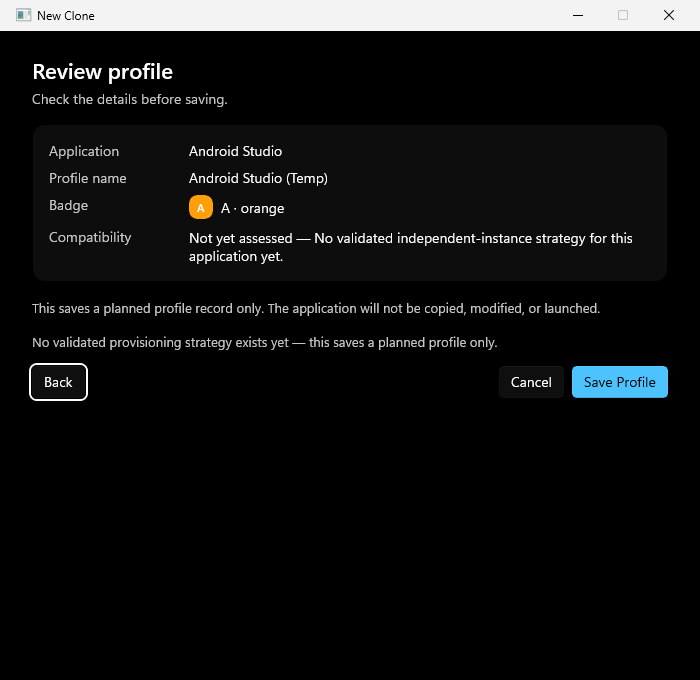 New Clone
Review profile
Check the details before saving.
Application Android Studio
Profile name Android Studio (Temp)
Badge A A · orange
Compatibility Not yet assessed — No validated independent-instance strategy for this
application yet.
This saves a planned profile record only. The application will not be copied, modified, or launched.
No validated provisioning strategy exists yet — this saves a planned profile only.
Back Cancel Save Profile